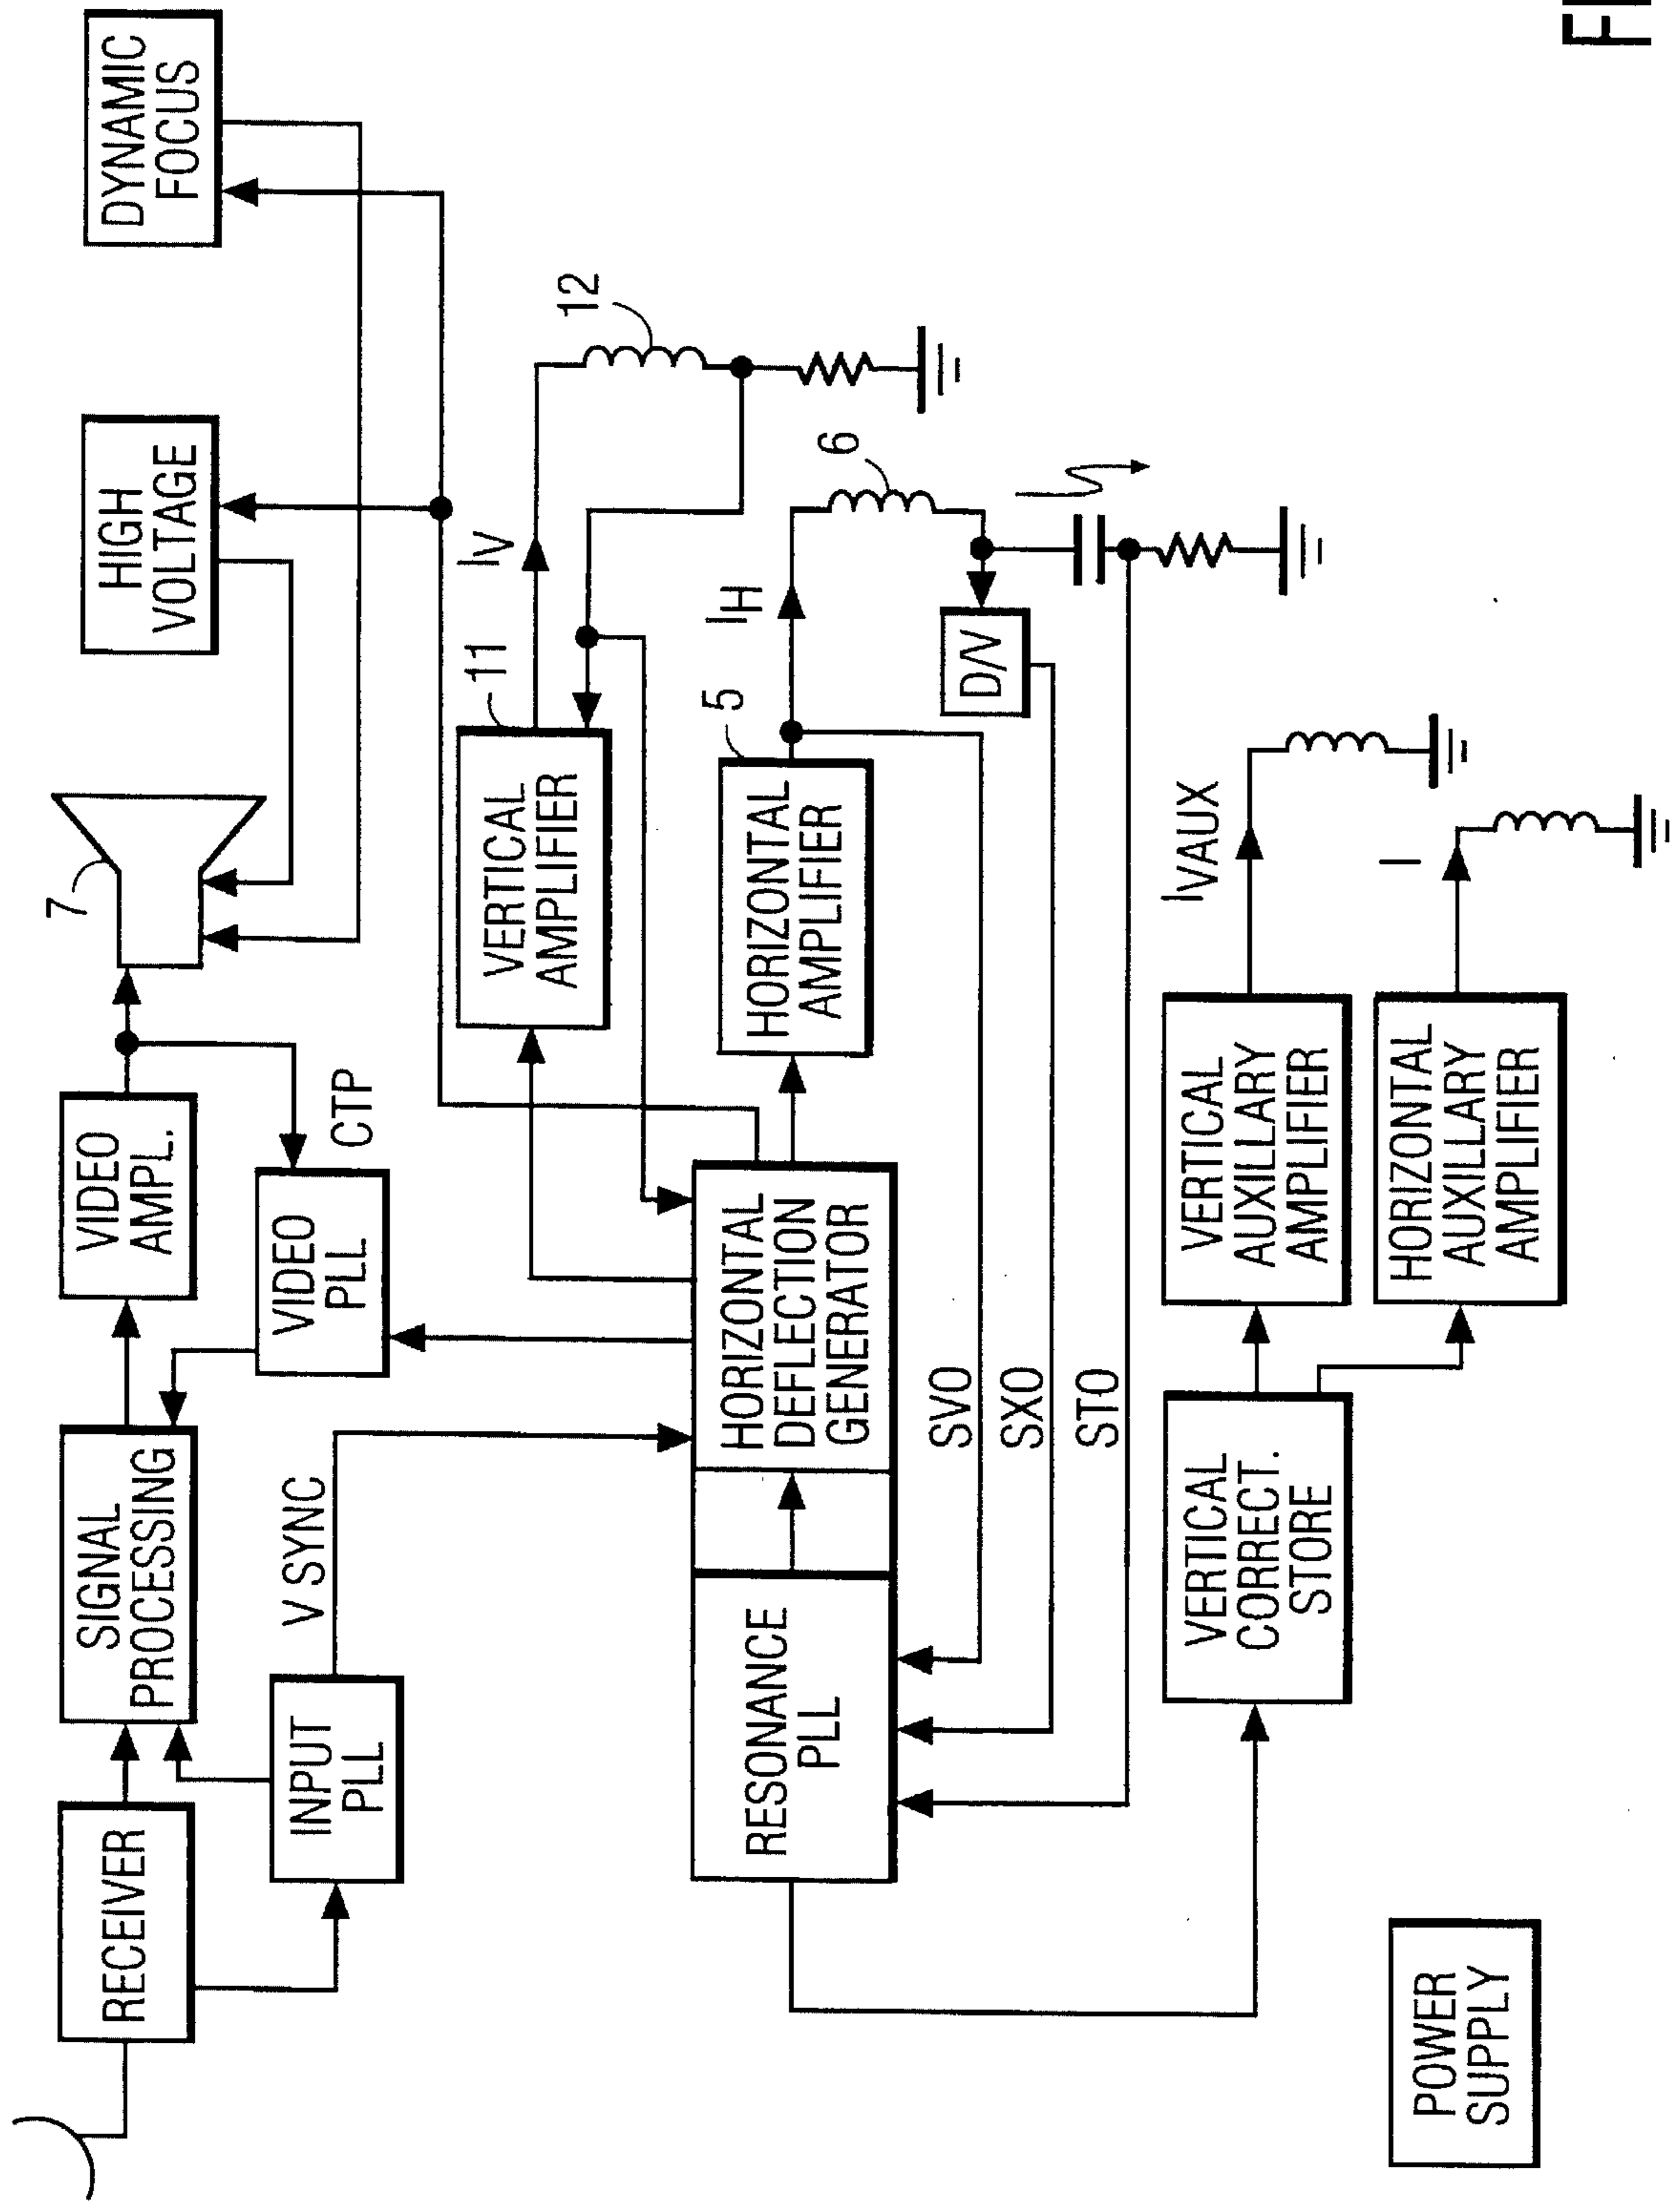 RECEIVER
SIGNAL
PROCESSING
VIDEO
AMPL.
7
HIGH
VOLTAGE
DYNAMIC
FOCUS
INPUT
PLL
V SYNC
VIDEO
PLL
CTP
VERTICAL
AMPLIFIER
11
IV
12
RESONANCE
PLL
HORIZONTAL
DEFLECTION
GENERATOR
HORIZONTAL
AMPLIFIER
5
IH
6
D/V
SVO
SXO
STO
VERTICAL
CORRECT.
STORE
VERTICAL
AUXILLARY
AMPLIFIER
IVAUX
HORIZONTAL
AUXILLARY
AMPLIFIER
I
POWER
SUPPLY